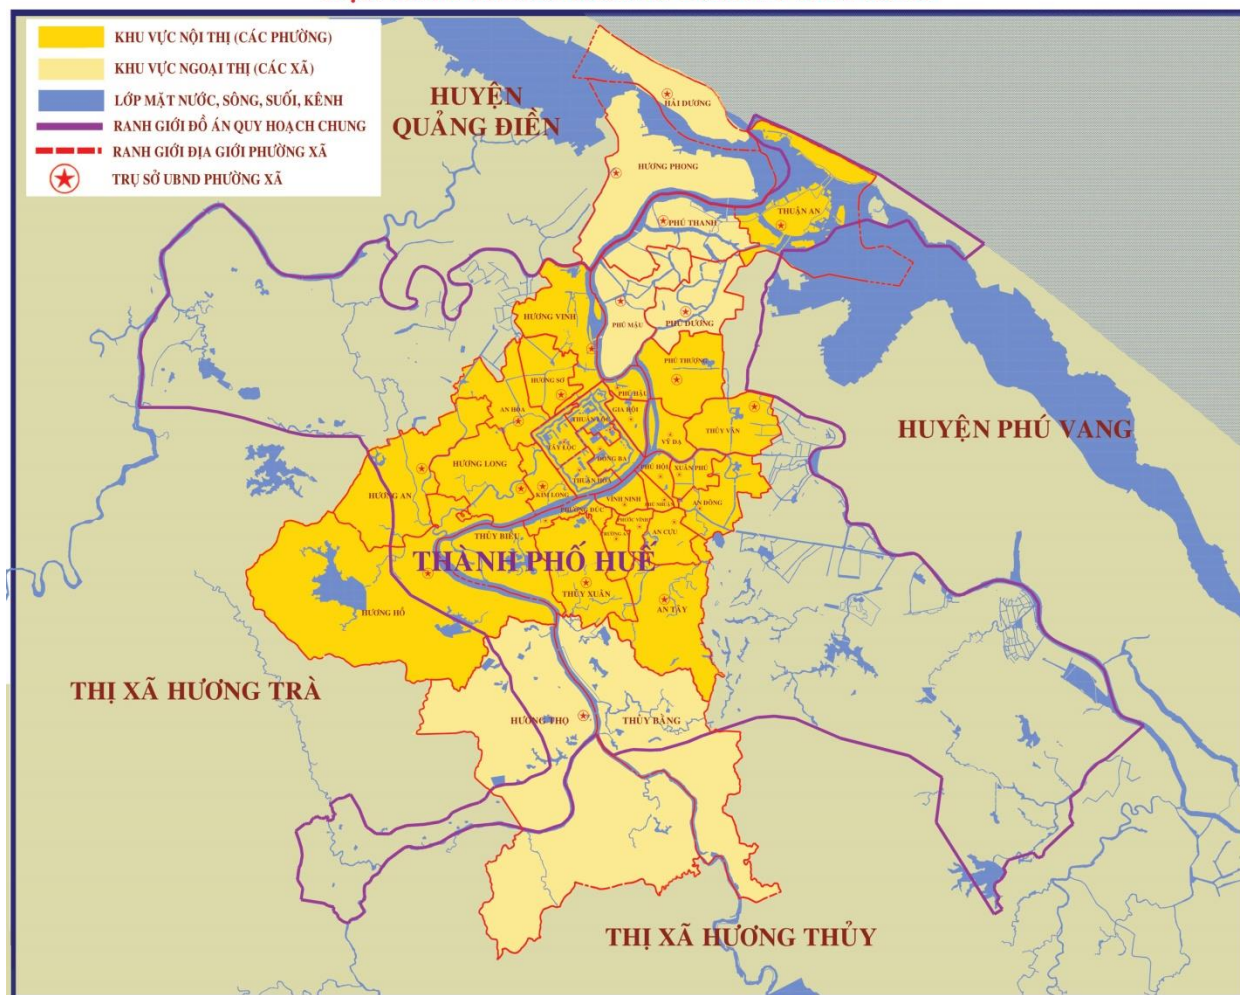 KHU VỰC NỘI THỊ (CÁC PHƯỜNG)
KHU VỰC NGOẠI THỊ (CÁC XÃ)
LỚP MẶT NƯỚC, SÔNG, SUỐI, KÊNH
RANH GIỚI ĐỒ ÁN QUY HOẠCH CHUNG
RANH GIỚI ĐỊA GIỚI PHƯỜNG XÃ
TRỤ SỞ UBND PHƯỜNG XÃ
HUYỆN
QUẢNG ĐIỀN
HẢI DƯƠNG
HƯƠNG PHONG
THUẬN AN
PHÚ THANH
HƯƠNG VINH
PHÚ MẬU
PHÚ DƯƠNG
PHÚ THƯỢNG
HƯƠNG SƠ
PHÚ HẬU
AN HÒA
GIA HỘI
THUẬN LỘC
THỦY VÂN
HUYỆN PHÚ VANG
VỸ DẠ
TÂY LỘC
ĐÔNG BA
HƯƠNG LONG
PHÚ HỘI
XUÂN PHÚ
THUẬN HÒA
HƯƠNG AN
KIM LONG
VĨNH NINH
PHÚ NHUẬN
AN ĐÔNG
PHƯỜNG ĐÚC
PHƯỚC VĨNH
THỦY BIỀU
TRƯỜNG AN
AN CỰU
THÀNH PHỐ HUẾ
THỦY XUÂN
HƯƠNG HỒ
AN TÂY
THỊ XÃ HƯƠNG TRÀ
HƯƠNG THỌ
THỦY BẰNG
THỊ XÃ HƯƠNG THỦY